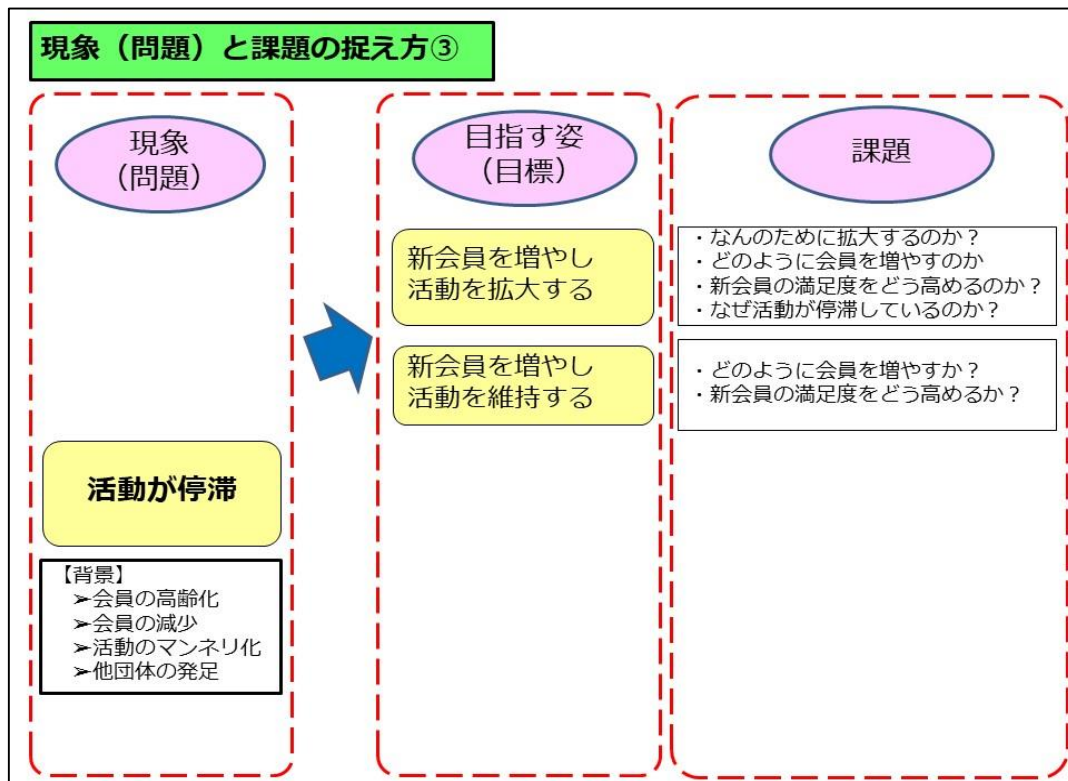 現象（問題）と課題の捉え方③
現象
（問題）
活動が停滞
【背景】
➢会員の高齢化
➢会員の減少
➢活動のマンネリ化
➢他団体の発足
目指す姿
（目標）
新会員を増やし
活動を拡大する
新会員を増やし
活動を維持する
課題
・なんのために拡大するのか？
・どのように会員を増やすのか
・新会員の満足度をどう高めるのか？
・なぜ活動が停滞しているのか？
・どのように会員を増やすか？
・新会員の満足度をどう高めるか？